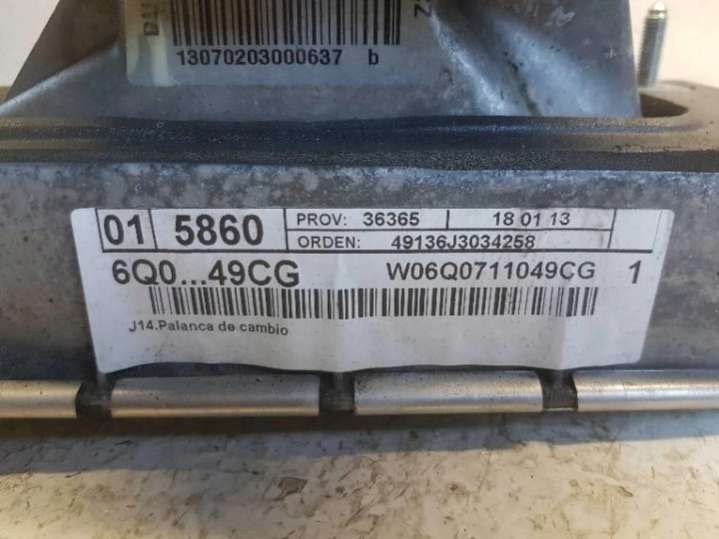 13070203000637 b
01 5860 PROV: 36365 18 01 13
ORDEN: 49136J3034258
6Q0...49CG W06Q0711049CG 1
J14.Palanca de cambio